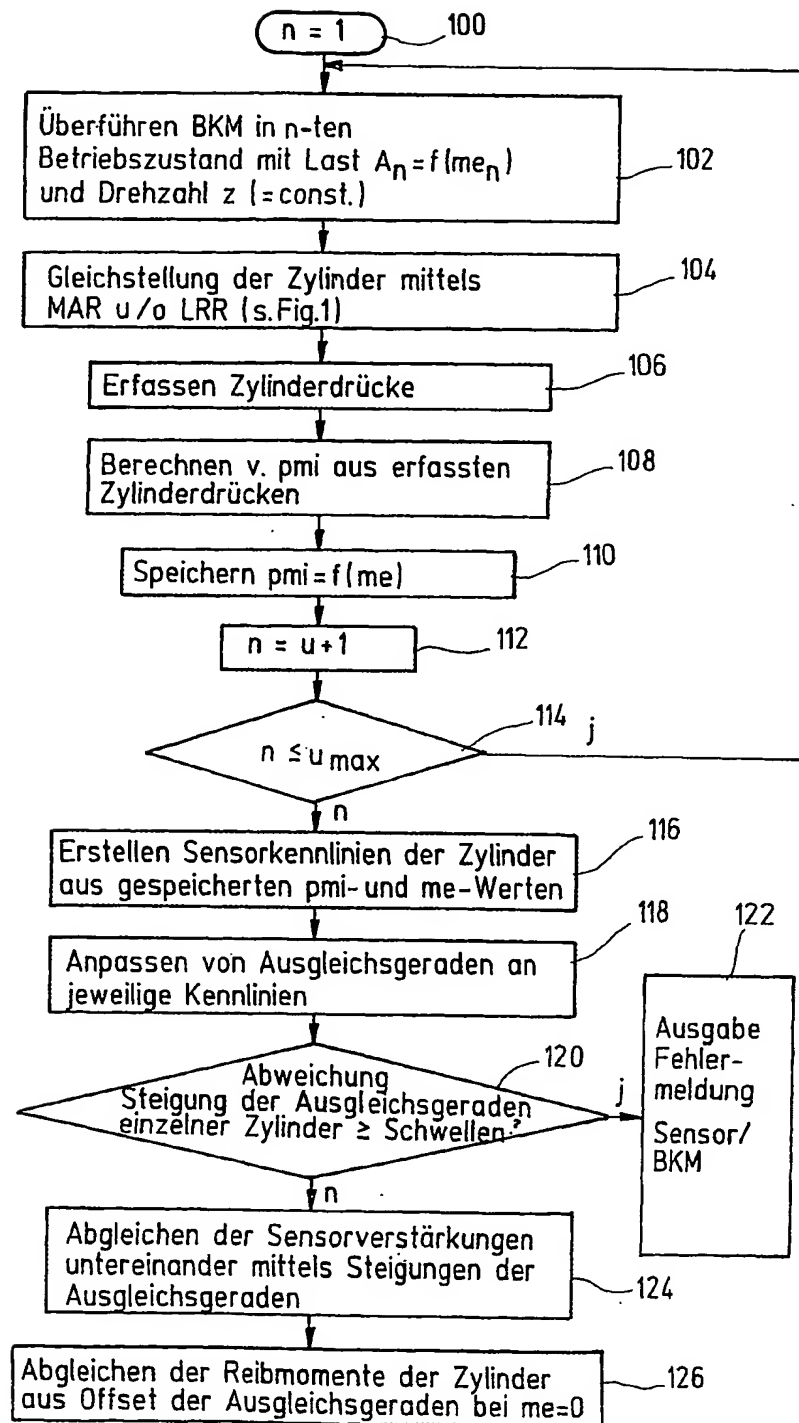 n = 1
100
Überführen BKM in n-ten
Betriebszustand mit Last Aₙ=f(meₙ)
und Drehzahl z (=const.)
102
Gleichstellung der Zylinder mittels
MAR u/o LRR (s.Fig.1)
104
Erfassen Zylinderdrücke
106
Berechnen v. pmi aus erfassten
Zylinderdrücken
108
Speichern pmi=f(me)
110
n = u+1
112
n ≤ u max
114
j
n
Erstellen Sensorkennlinien der Zylinder
aus gespeicherten pmi-und me-Werten
116
Anpassen von Ausgleichsgeraden an
jeweilige Kennlinien
118
Abweichung
Steigung der Ausgleichsgeraden
einzelner Zylinder ≥ Schwellen?
120
j
n
122
Ausgabe
Fehler-
meldung
Sensor/
BKM
Abgleichen der Sensorverstärkungen
untereinander mittels Steigungen der
Ausgleichsgeraden
124
Abgleichen der Reibmomente der Zylinder
aus Offset der Ausgleichsgeraden bei me=0
126